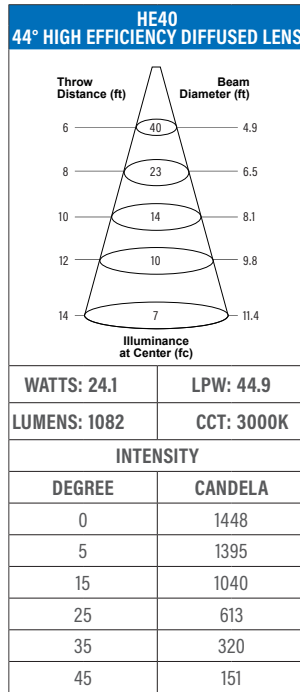 HE40
44° HIGH EFFICIENCY DIFFUSED LENS
Throw Beam
Distance (ft) Diameter (ft)
6 40 4.9
8 23 6.5
10 14 8.1
12 10 9.8
14 7 11.4
Illuminance
at Center (fc)
WATTS: 24.1 LPW: 44.9
LUMENS: 1082 CCT: 3000K
INTENSITY
DEGREE CANDELA
0 1448
5 1395
15 1040
25 613
35 320
45 151